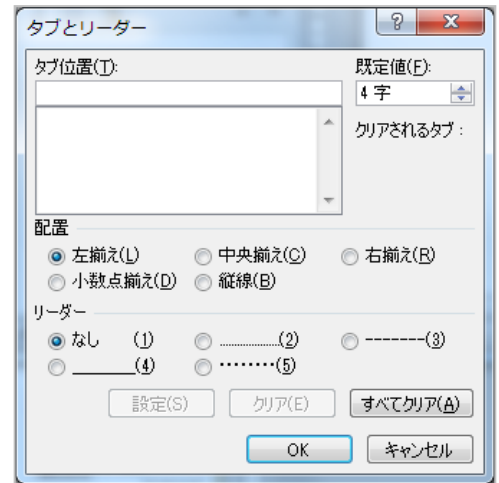 タブとリーダー
タブ位置(T): 既定値(F):
4 字
クリアされるタブ :
配置
左揃え(L) 中央揃え(C) 右揃え(R)
小数点揃え(D) 縦線(B)
リーダー
なし (1) ..................(2) -------(3)
_______(4) ········(5)
設定(S) クリア(E) すべてクリア(A)
OK キャンセル